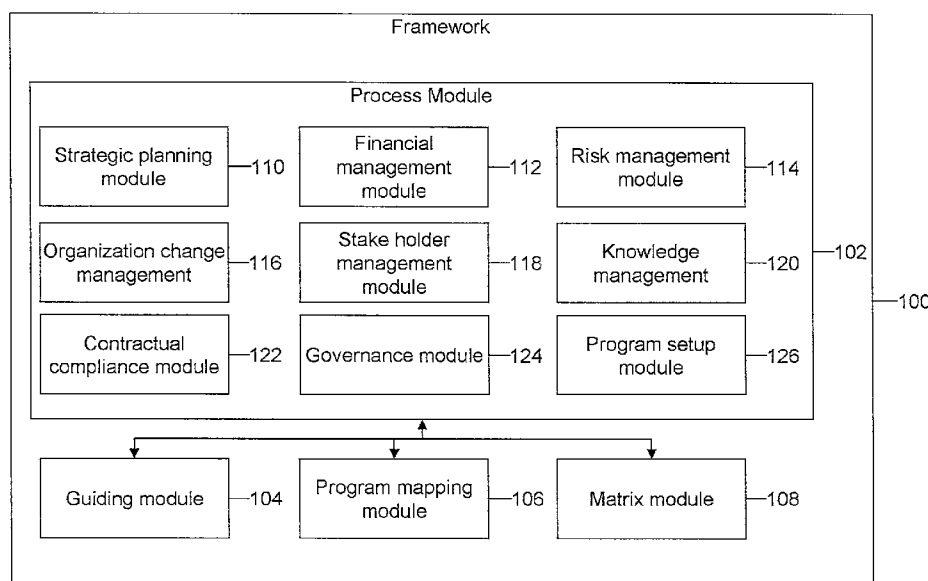 Framework
Process Module
Strategic planning
module
110
Financial
management
module
112
Risk management
module
114
Organization change
management
116
Stake holder
management
module
118
Knowledge
management
120
102
100
Contractual
compliance module
122
Governance module
124
Program setup
module
126
Guiding module
104
Program mapping
module
106
Matrix module
108